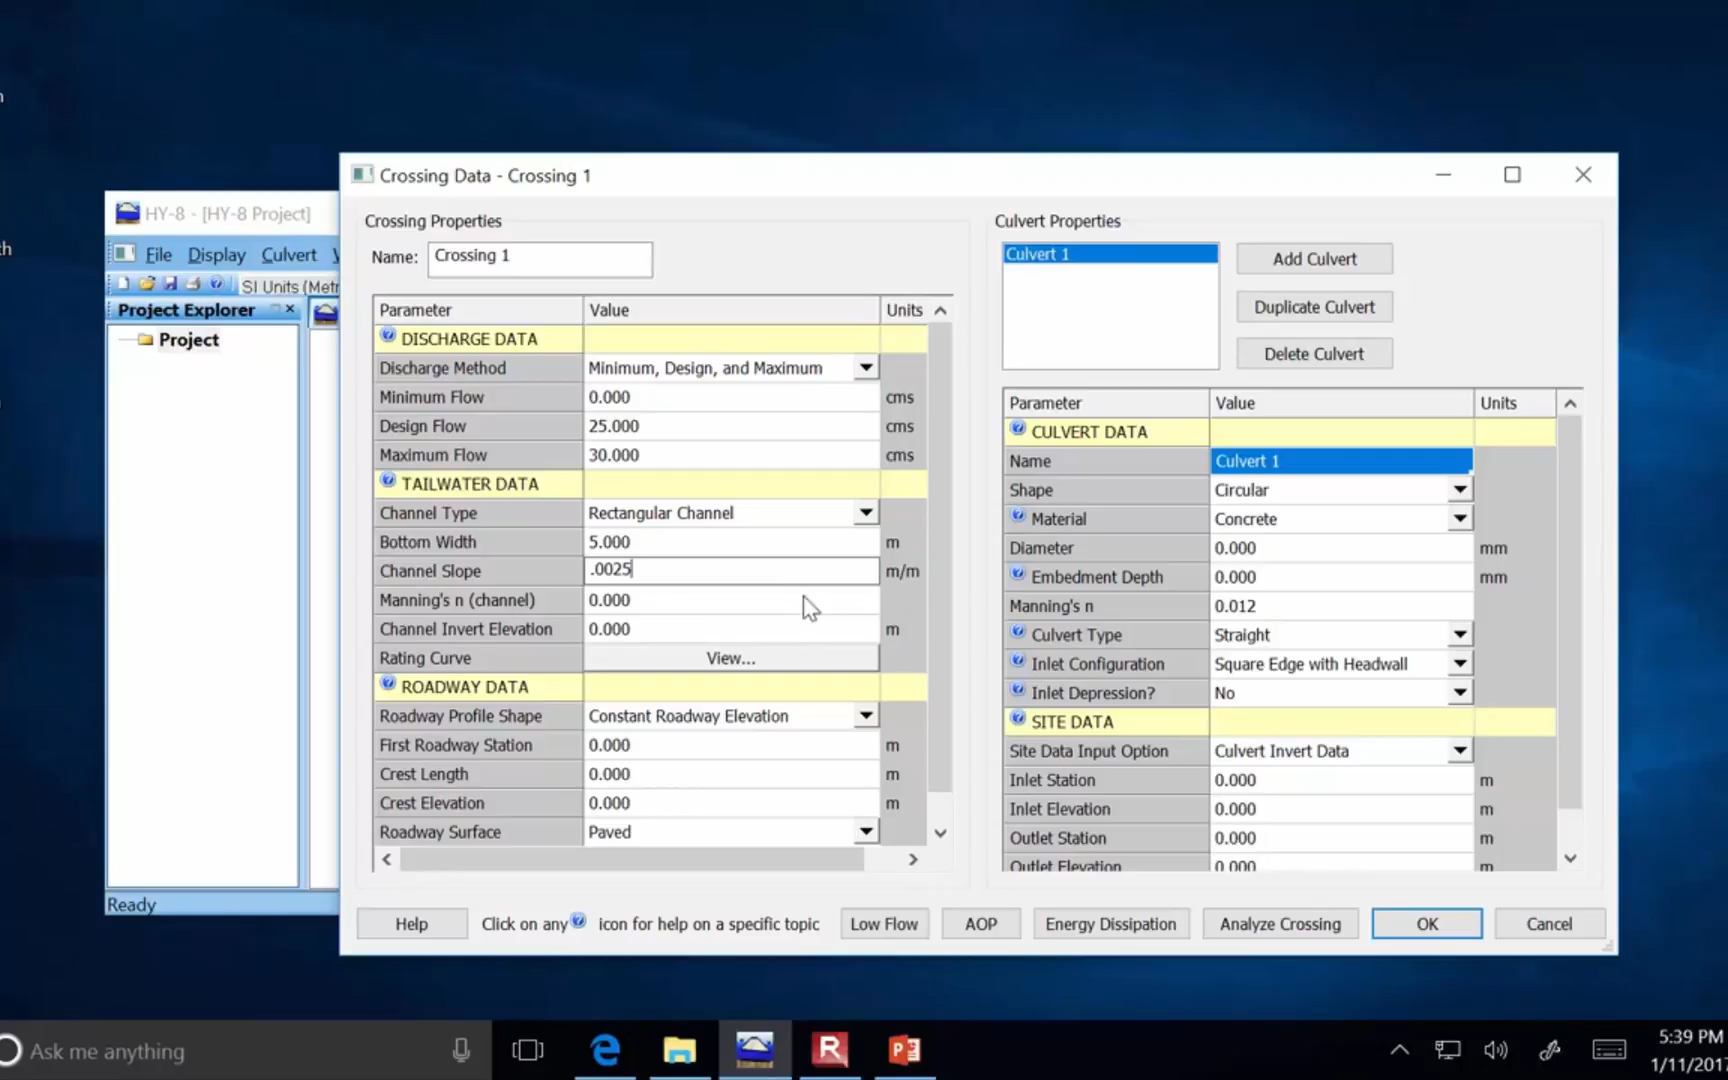 Crossing Data - Crossing 1
HY-8 - [HY-8 Project]
File Display Culvert
SI Units (Metr
Project Explorer
Project
Ready
Crossing Properties
Name: Crossing 1
Parameter Value Units
DISCHARGE DATA
Discharge Method Minimum, Design, and Maximum
Minimum Flow 0.000 cms
Design Flow 25.000 cms
Maximum Flow 30.000 cms
TAILWATER DATA
Channel Type Rectangular Channel
Bottom Width 5.000 m
Channel Slope .0025 m/m
Manning's n (channel) 0.000
Channel Invert Elevation 0.000 m
Rating Curve View...
ROADWAY DATA
Roadway Profile Shape Constant Roadway Elevation
First Roadway Station 0.000 m
Crest Length 0.000 m
Crest Elevation 0.000 m
Roadway Surface Paved
Culvert Properties
Culvert 1
Add Culvert
Duplicate Culvert
Delete Culvert
Parameter Value Units
CULVERT DATA
Name Culvert 1
Shape Circular
Material Concrete
Diameter 0.000 mm
Embedment Depth 0.000 mm
Manning's n 0.012
Culvert Type Straight
Inlet Configuration Square Edge with Headwall
Inlet Depression? No
SITE DATA
Site Data Input Option Culvert Invert Data
Inlet Station 0.000 m
Inlet Elevation 0.000 m
Outlet Station 0.000 m
Outlet Elevation 0.000 m
Help Click on any icon for help on a specific topic Low Flow AOP Energy Dissipation Analyze Crossing OK Cancel
Ask me anything
5:39 PM
1/11/201